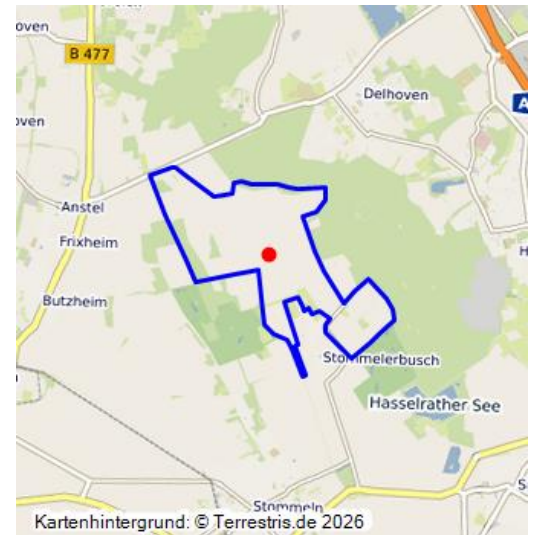 oven
B 477
Delhoven
A
oven
Anstel
Frixheim
H
Butzheim
Stommelerbusch
Hasselrather See
S
Stommeln
Kartenhintergrund: © Terrestris.de 2026